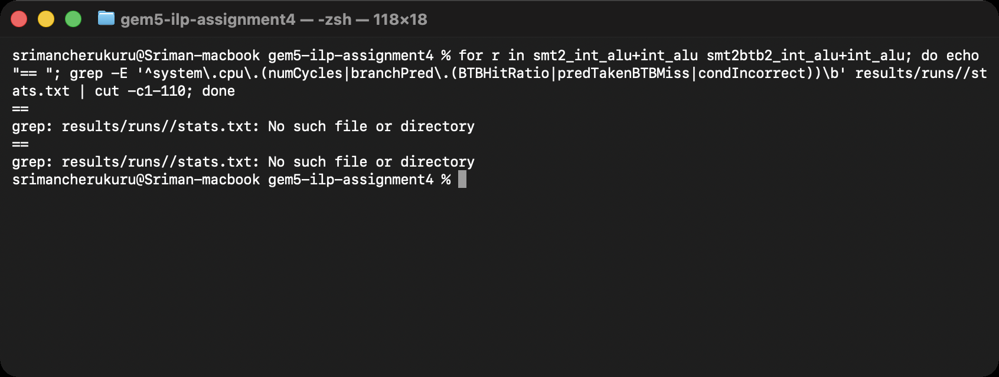 gem5-ilp-assignment4 — -zsh — 118×18
srimancherukuru@Sriman-macbook gem5-ilp-assignment4 % for r in smt2_int_alu+int_alu smt2btb2_int_alu+int_alu; do echo
"== "; grep -E '^system\.cpu\.(numCycles|branchPred\.(BTBHitRatio|predTakenBTBMiss|condIncorrect))\b' results/runs//st
ats.txt | cut -c1-110; done
==
grep: results/runs//stats.txt: No such file or directory
==
grep: results/runs//stats.txt: No such file or directory
srimancherukuru@Sriman-macbook gem5-ilp-assignment4 %